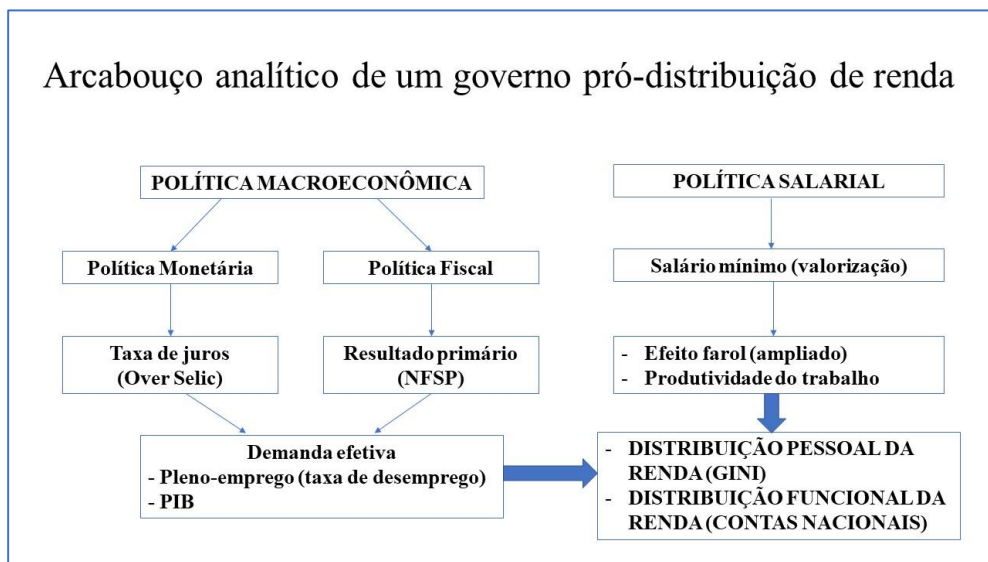 Arcabouço analítico de um governo pró-distribuição de renda
POLÍTICA MACROECONÔMICA
POLÍTICA SALARIAL
Política Monetária
Política Fiscal
Salário mínimo (valorização)
Taxa de juros
(Over Selic)
Resultado primário
(NFSP)
- Efeito farol (ampliado)
- Produtividade do trabalho
Demanda efetiva
- Pleno-emprego (taxa de desemprego)
- PIB
- DISTRIBUIÇÃO PESSOAL DA
RENDA (GINI)
- DISTRIBUIÇÃO FUNCIONAL DA
RENDA (CONTAS NACIONAIS)